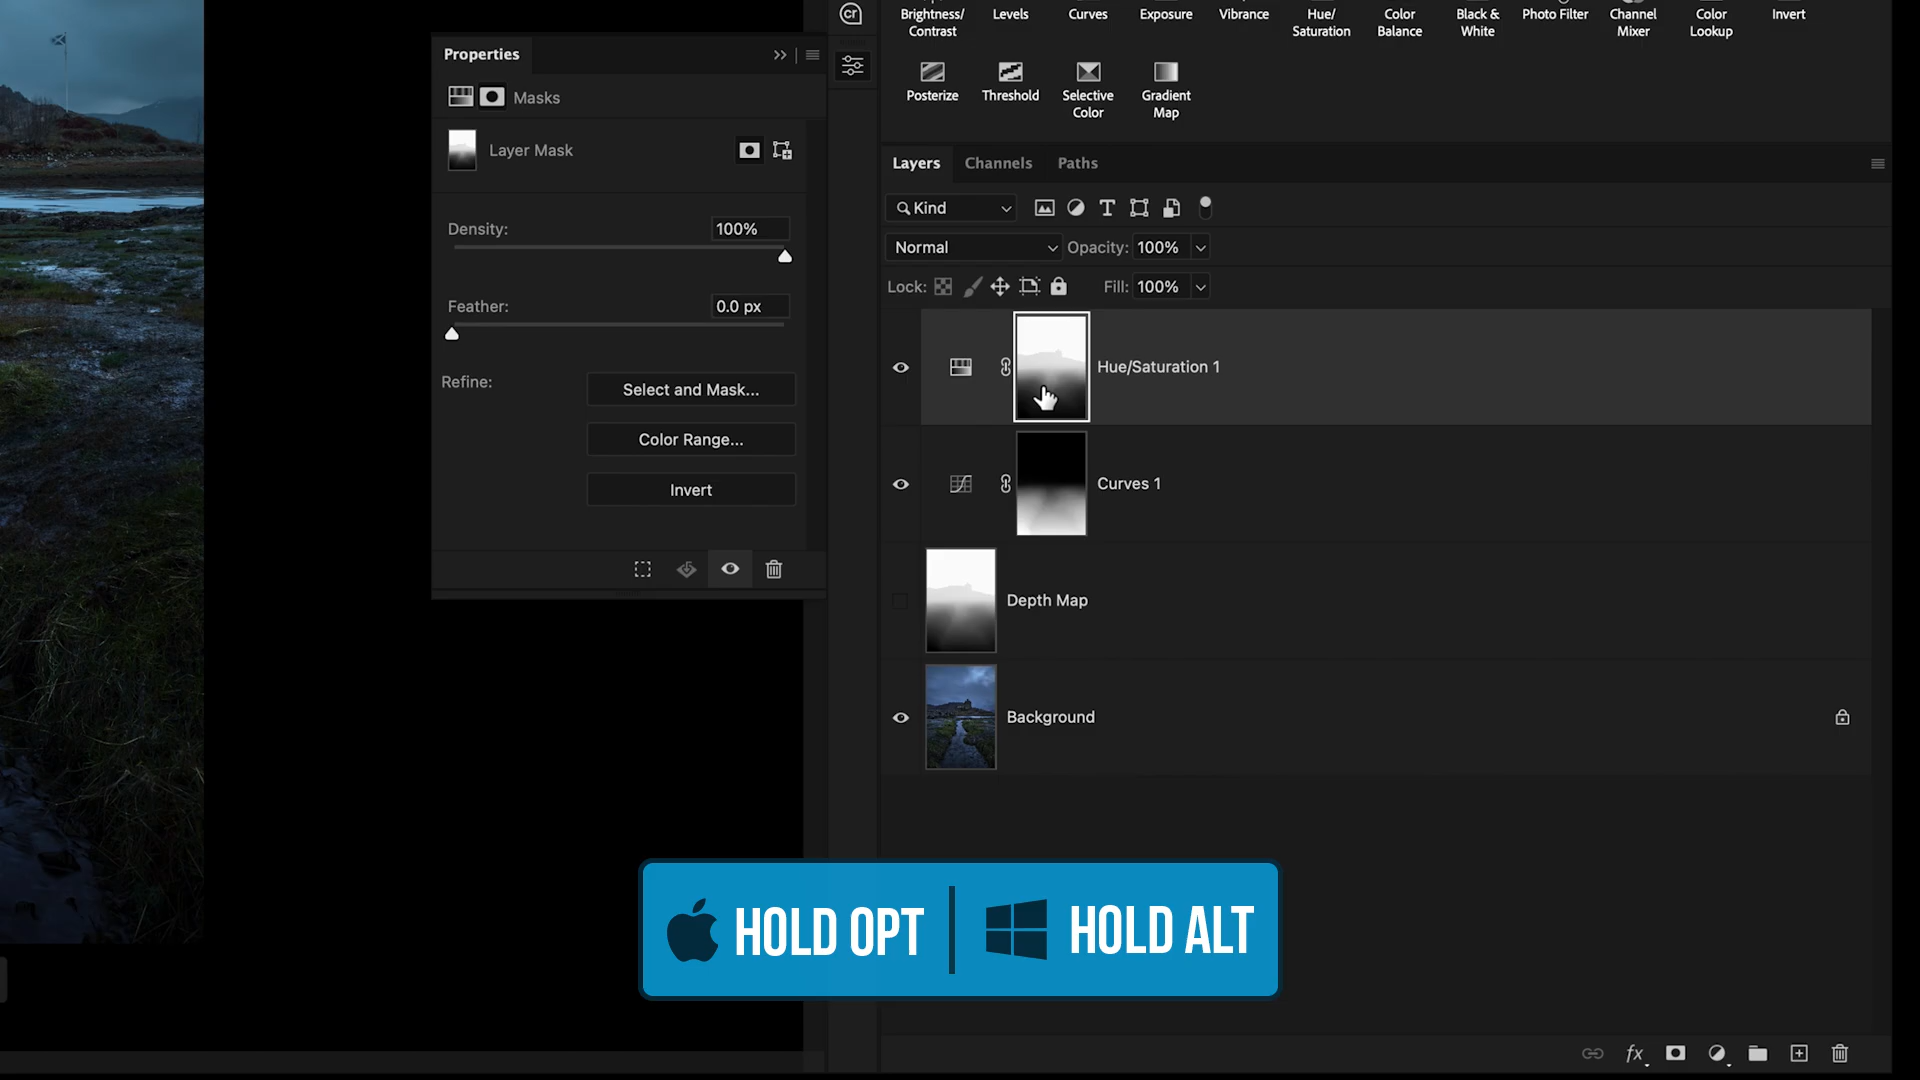 Brightness/
Contrast
Levels
Curves
Exposure
Vibrance
Hue/
Saturation
Color
Balance
Black &
White
Photo Filter
Channel
Mixer
Color
Lookup
Invert
Posterize
Threshold
Selective
Color
Gradient
Map
Properties
Masks
Layer Mask
Density:
100%
Feather:
0.0 px
Refine:
Select and Mask...
Color Range...
Invert
Layers
Channels
Paths
Kind
Normal
Opacity:
100%
Lock:
Fill:
100%
Hue/Saturation 1
Curves 1
Depth Map
Background
HOLD OPT
HOLD ALT
fx
cr